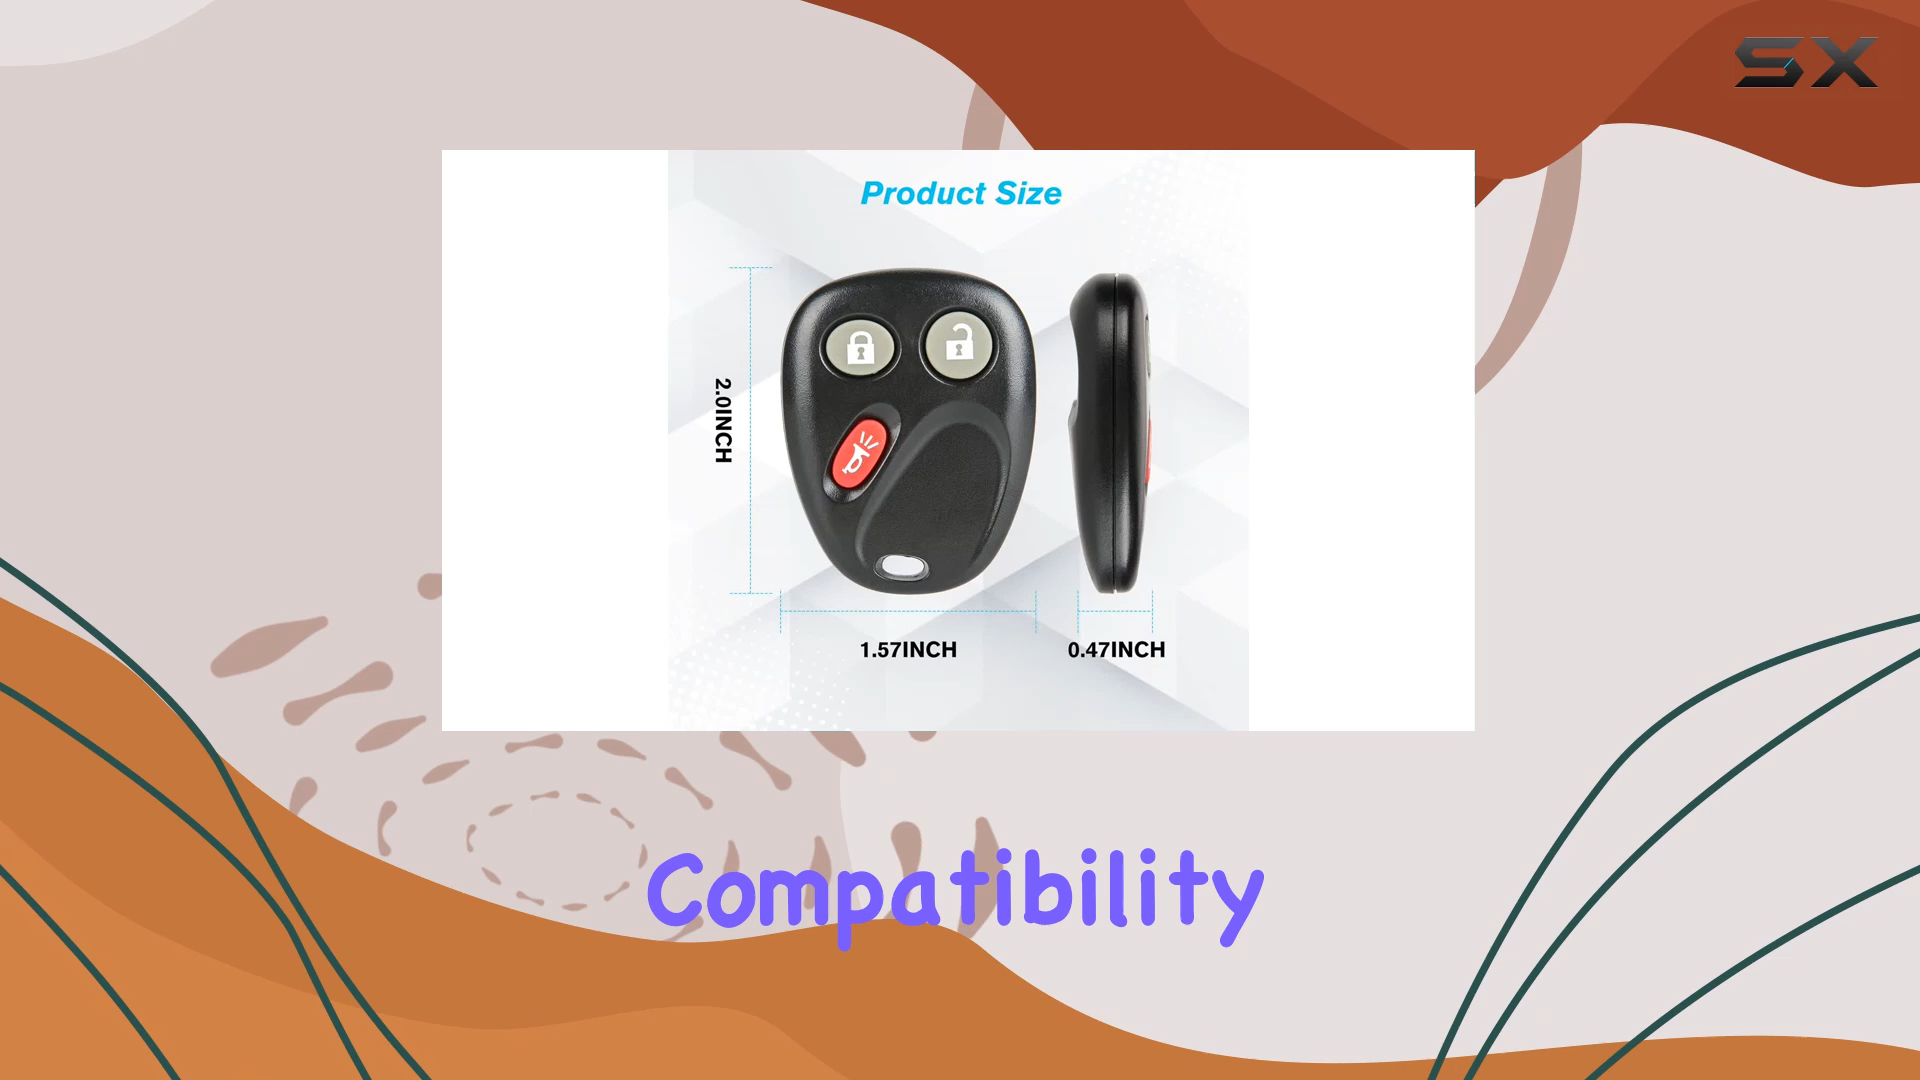 SX
Product Size
2.0INCH
1.57INCH
0.47INCH
Compatibility